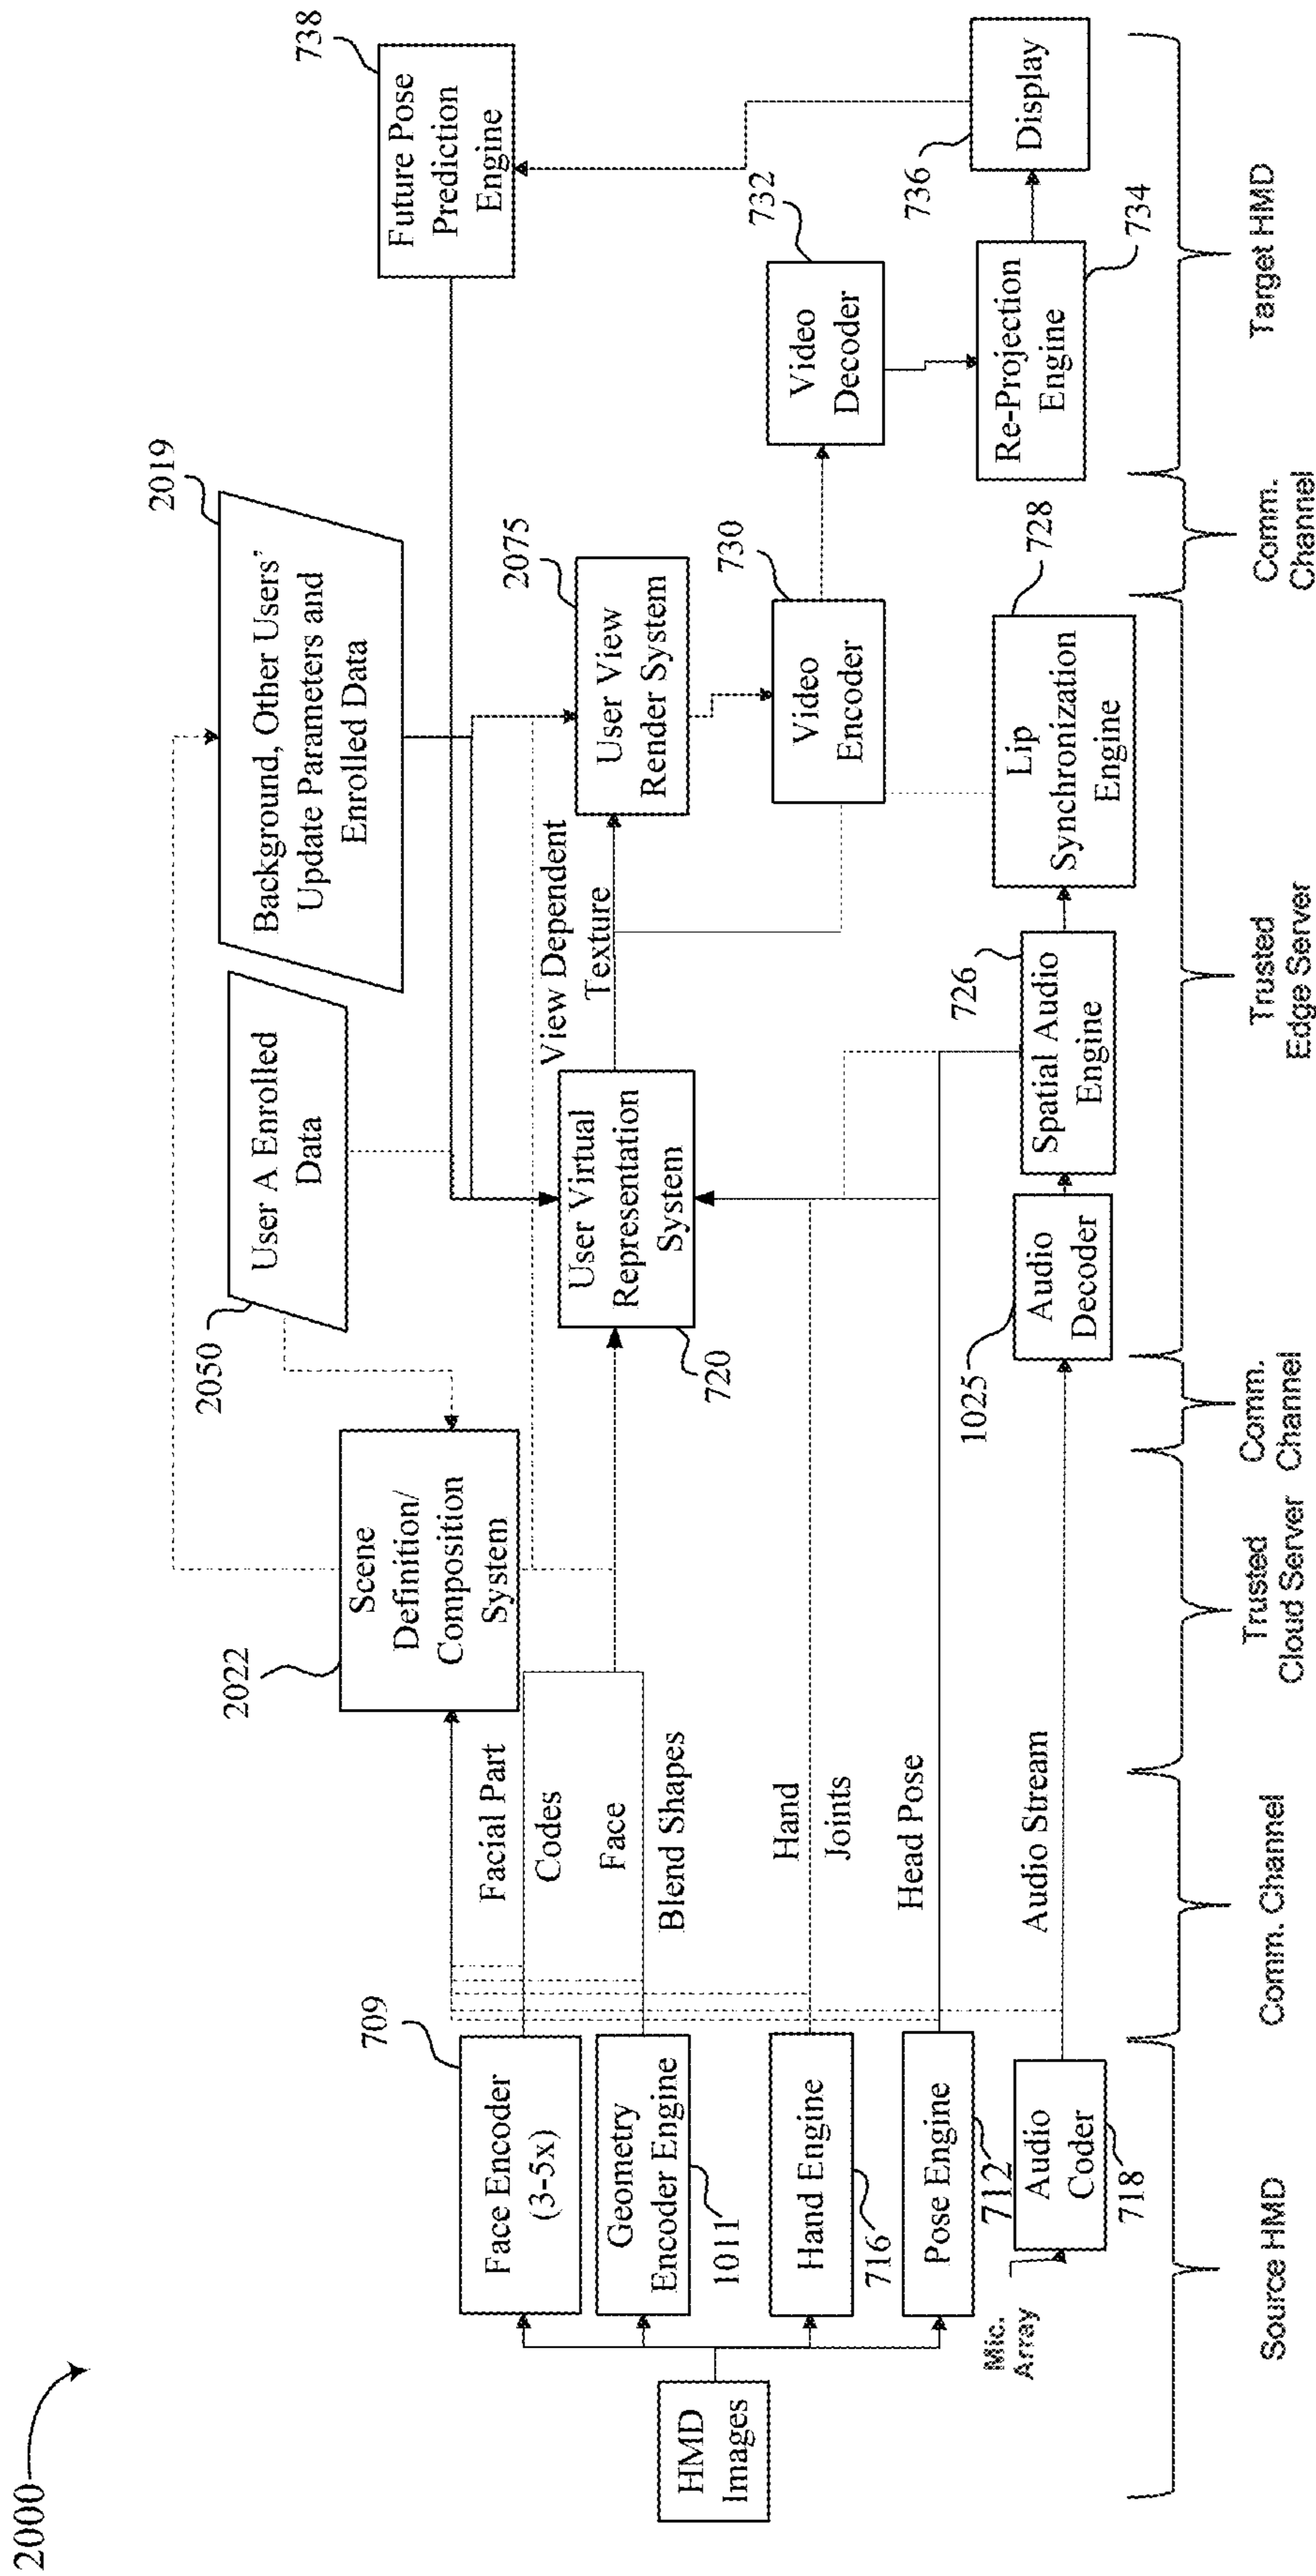 2000
HMD
Images
Face Encoder
(3-5x)
709
Geometry
Encoder Engine
1011
Hand Engine
716
Pose Engine
712
Mic.
Array
Audio
Coder
718
Facial Part
Codes
Face
Blend Shapes
Hand
Joints
Head Pose
Audio Stream
Scene
Definition/
Composition
System
2022
User A Enrolled
Data
2050
Background, Other Users'
Update Parameters and
Enrolled Data
2019
User Virtual
Representation
System
720
View Dependent
Texture
User View
Render System
2075
Audio
Decoder
1025
Spatial Audio
Engine
726
Lip
Synchronization
Engine
728
Video
Encoder
730
Video
Decoder
732
Re-Projection
Engine
734
Display
736
Future Pose
Prediction
Engine
738
Source HMD
Comm. Channel
Trusted
Cloud Server
Comm.
Channel
Trusted
Edge Server
Comm.
Channel
Target HMD